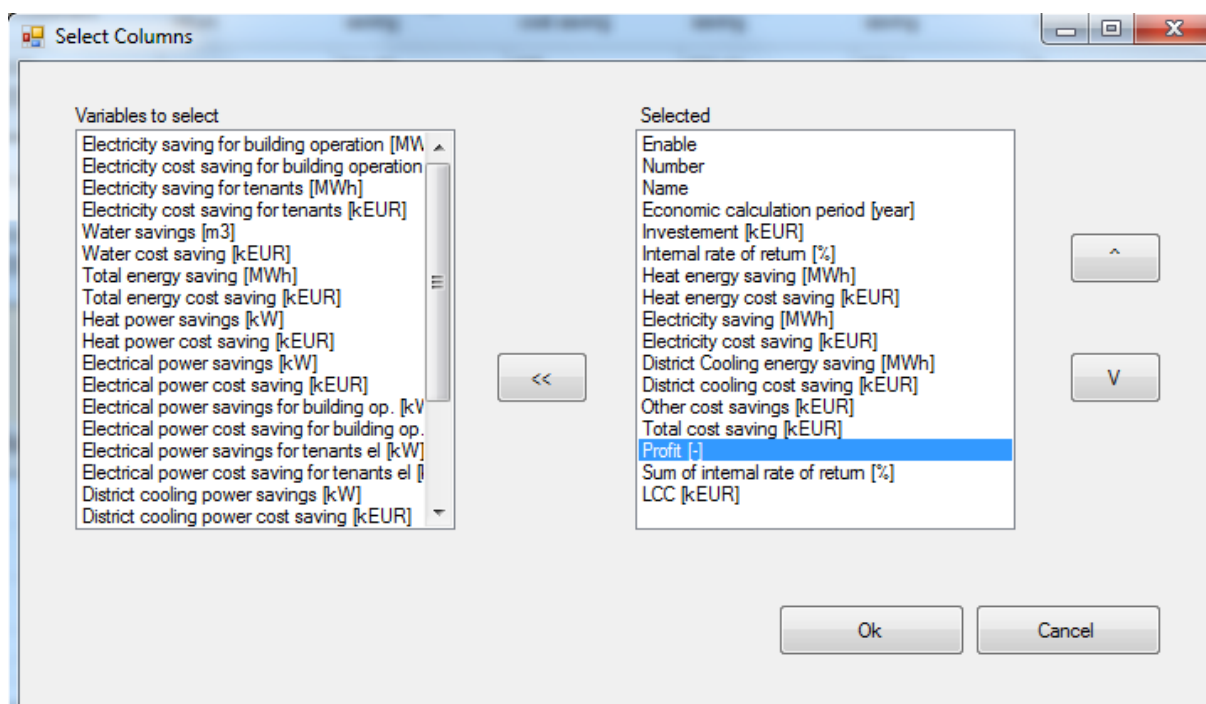 Select Columns
Variables to select
Electricity saving for building operation [MW
Electricity cost saving for building operation
Electricity saving for tenants [MWh]
Electricity cost saving for tenants [kEUR]
Water savings [m3]
Water cost saving [kEUR]
Total energy saving [MWh]
Total energy cost saving [kEUR]
Heat power savings [kW]
Heat power cost saving [kEUR]
Electrical power savings [kW]
Electrical power cost saving [kEUR]
Electrical power savings for building op. [kW
Electrical power cost saving for building op.
Electrical power savings for tenants el [kW]
Electrical power cost saving for tenants el [
District cooling power savings [kW]
District cooling power cost saving [kEUR]
<<
Selected
Enable
Number
Name
Economic calculation period [year]
Investement [kEUR]
Internal rate of return [%]
Heat energy saving [MWh]
Heat energy cost saving [kEUR]
Electricity saving [MWh]
Electricity cost saving [kEUR]
District Cooling energy saving [MWh]
District cooling cost saving [kEUR]
Other cost savings [kEUR]
Total cost saving [kEUR]
Profit [-]
Sum of internal rate of return [%]
LCC [kEUR]
^
V
Ok
Cancel